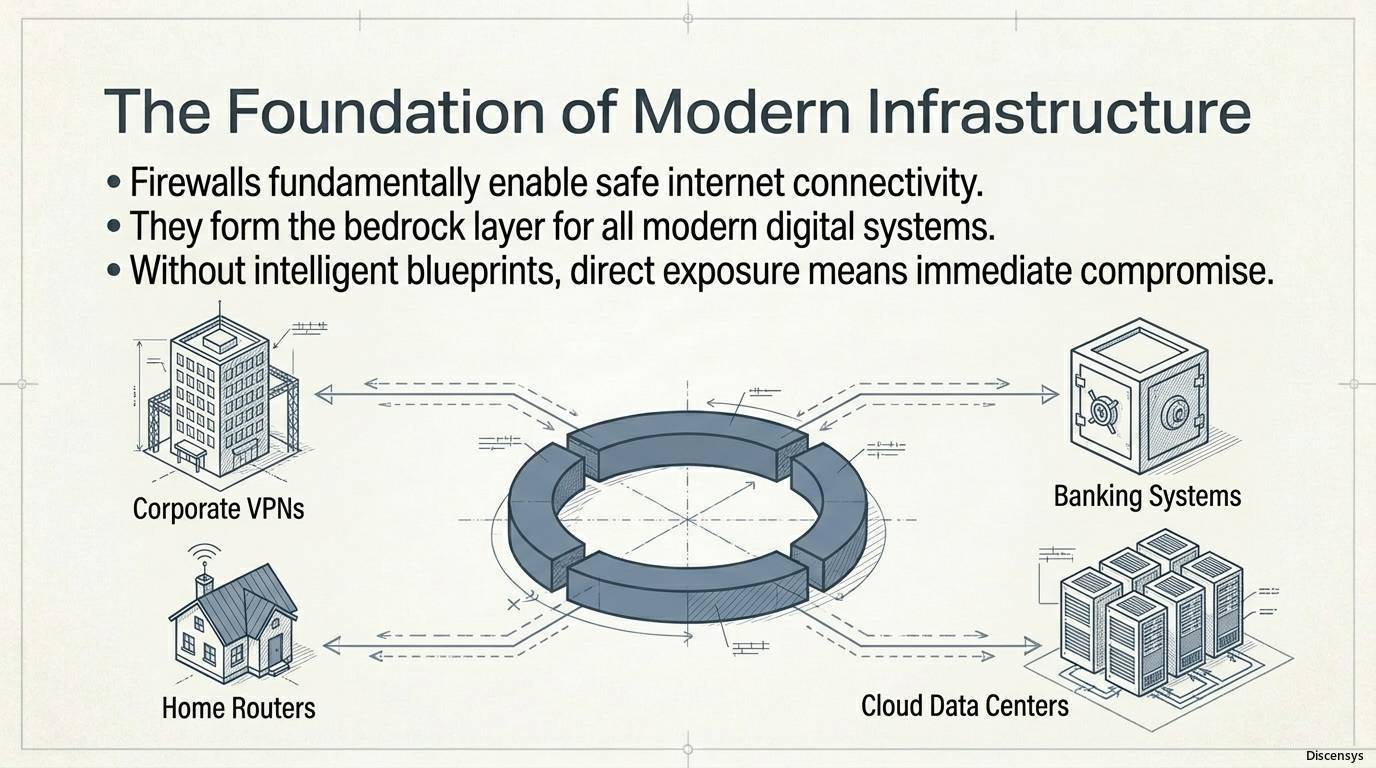 The Foundation of Modern Infrastructure
• Firewalls fundamentally enable safe internet connectivity.
• They form the bedrock layer for all modern digital systems.
• Without intelligent blueprints, direct exposure means immediate compromise.
Corporate VPNs
Banking Systems
Home Routers
Cloud Data Centers
Discensys